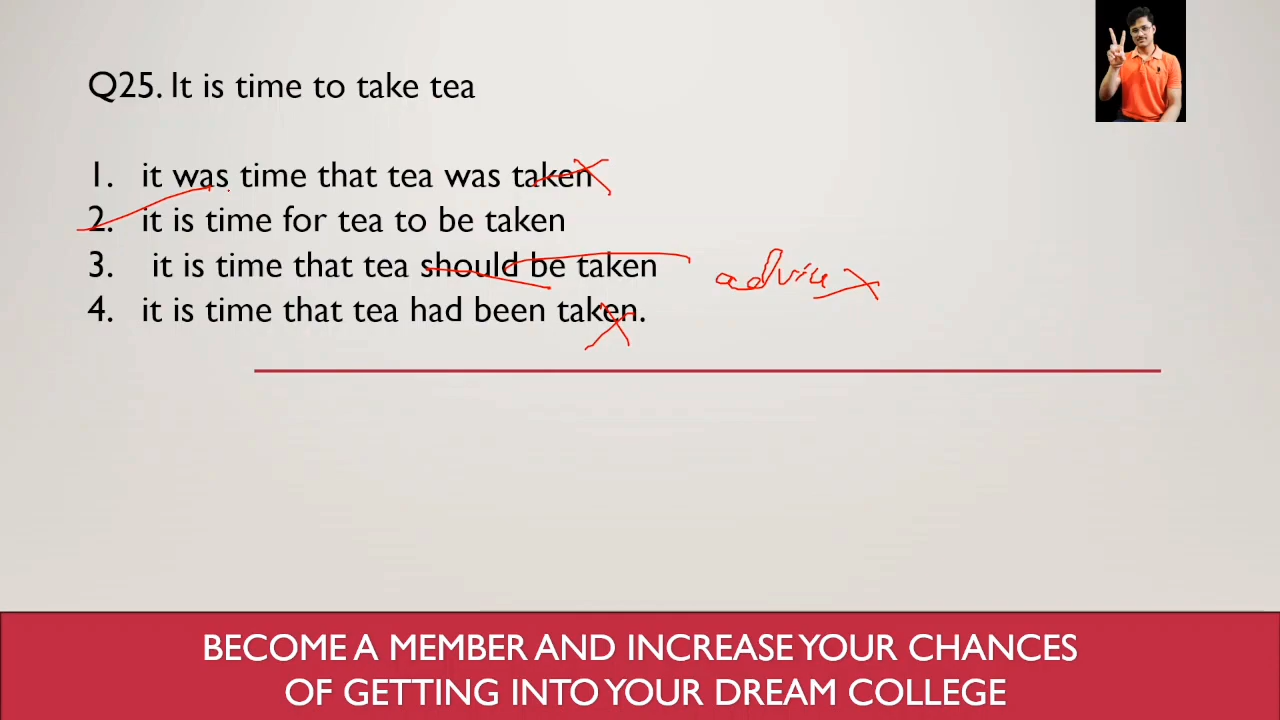 Q25. It is time to take tea
1. it was time that tea was taken
2. it is time for tea to be taken
3. it is time that tea should be taken
advice
4. it is time that tea had been taken.
BECOME A MEMBER AND INCREASE YOUR CHANCES
OF GETTING INTO YOUR DREAM COLLEGE